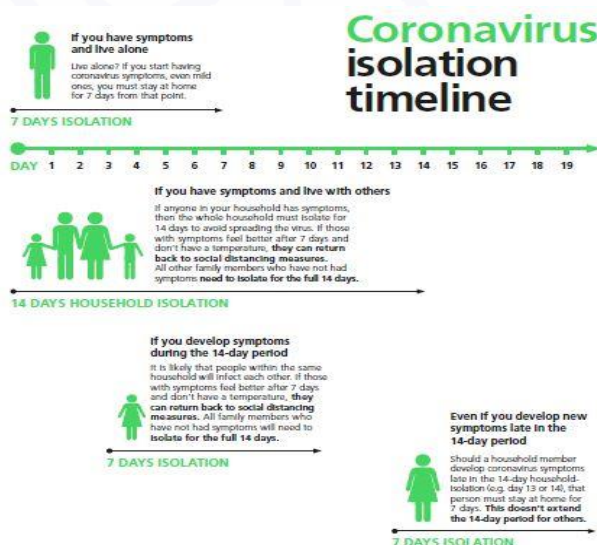 Coronavirus
isolation
timeline
If you have symptoms
and live alone
Live alone? If you start having
coronavirus symptoms, even mild
ones, you must stay at home
for 7 days from that point.
7 DAYS ISOLATION
DAY 1 2 3 4 5 6 7 8 9 10 11 12 13 14 15 16 17 18 19
If you have symptoms and live with others
If anyone in your household has symptoms,
then the whole household must isolate for
14 days to avoid spreading the virus. If those
with symptoms feel better after 7 days and
don't have a temperature, they can return
back to social distancing measures.
All other family members who have not had
symptoms need to isolate for the full 14 days.
14 DAYS HOUSEHOLD ISOLATION
If you develop symptoms
during the 14-day period
It is likely that people within the same
household will infect each other. If those
with symptoms feel better after 7 days
and don't have a temperature, they
can return back to social distancing
measures. All family members who
have not had symptoms will need to
isolate for the full 14 days.
7 DAYS ISOLATION
Even if you develop new
symptoms late in the
14-day period
Should a household member
develop coronavirus symptoms
late in the 14-day household-
isolation (e.g. day 13 or 14), that
person must stay at home for
7 days. This doesn't extend
the 14-day period for others.
7 DAYS ISOLATION